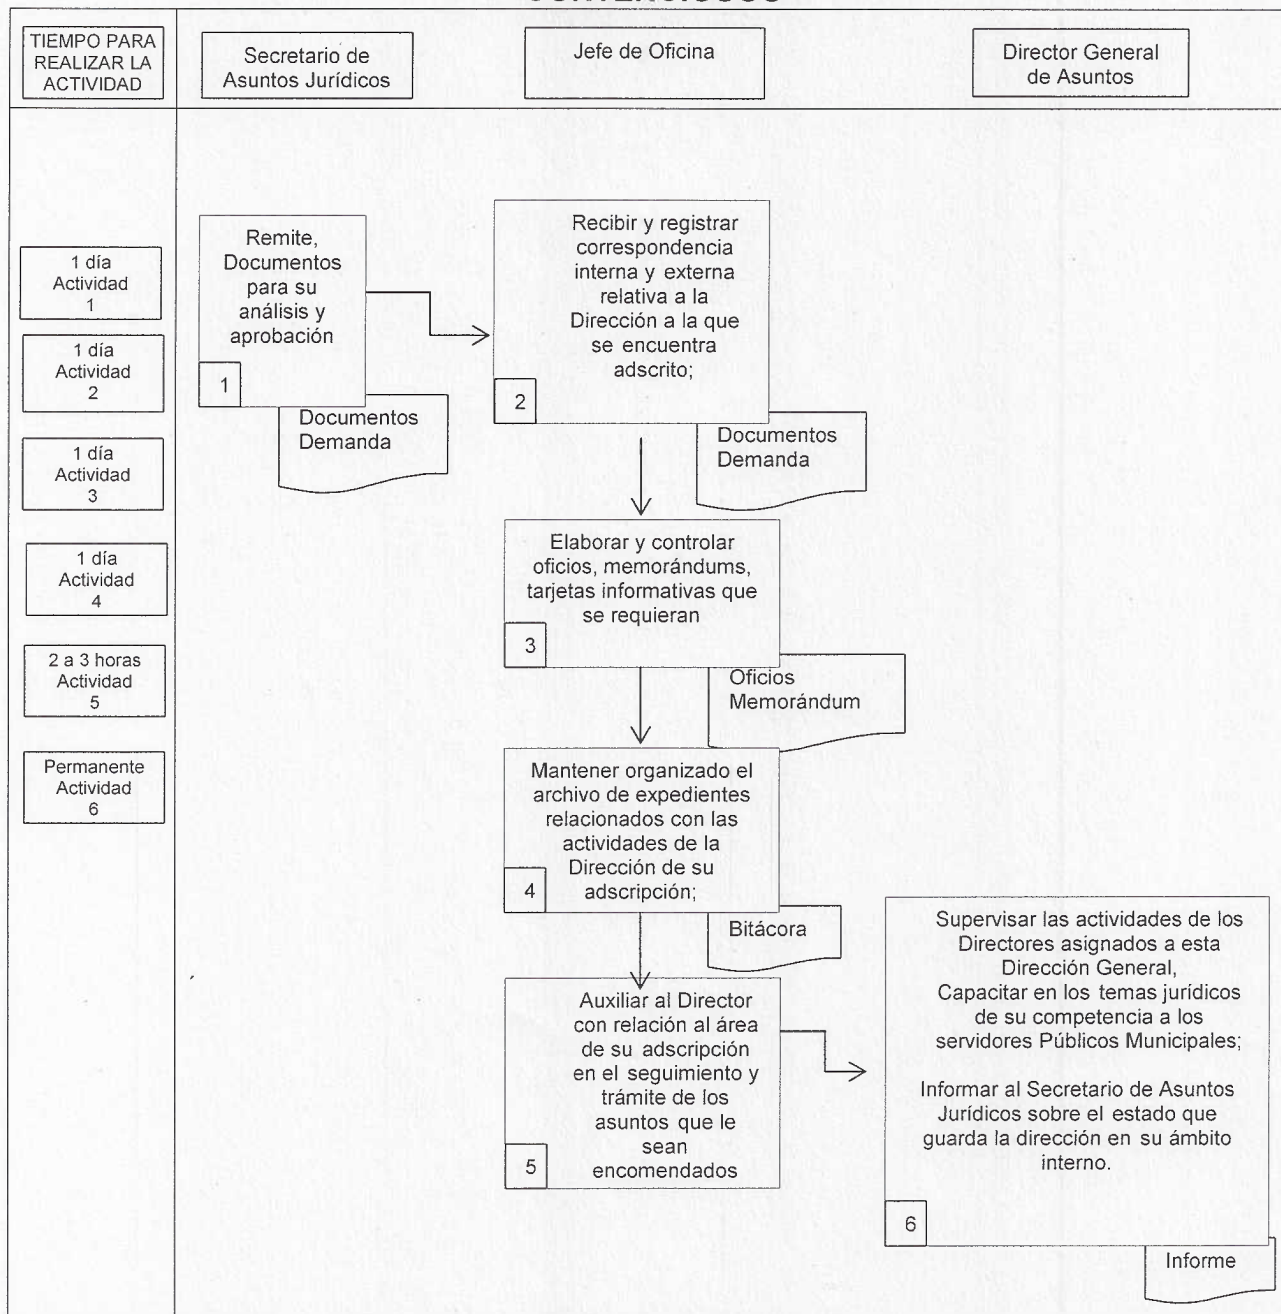 TIEMPO PARA
REALIZAR LA
ACTIVIDAD
Secretario de
Asuntos Jurídicos
Jefe de Oficina
Director General
de Asuntos
1 día
Actividad
1
1 día
Actividad
2
1 día
Actividad
3
1 día
Actividad
4
2 a 3 horas
Actividad
5
Permanente
Actividad
6
Remite,
Documentos
para su
análisis y
aprobación
1
Documentos
Demanda
Recibir y registrar
correspondencia
interna y externa
relativa a la
Dirección a la que
se encuentra
adscrito;
2
Documentos
Demanda
Elaborar y controlar
oficios, memorándums,
tarjetas informativas que
se requieran
3
Oficios
Memorándum
Mantener organizado el
archivo de expedientes
relacionados con las
actividades de la
Dirección de su
adscripción;
4
Bitácora
Auxiliar al Director
con relación al área
de su adscripción
en el seguimiento y
trámite de los
asuntos que le
sean
encomendados
5
Supervisar las actividades de los
Directores asignados a esta
Dirección General,
Capacitar en los temas jurídicos
de su competencia a los
servidores Públicos Municipales;
Informar al Secretario de Asuntos
Jurídicos sobre el estado que
guarda la dirección en su ámbito
interno.
6
Informe